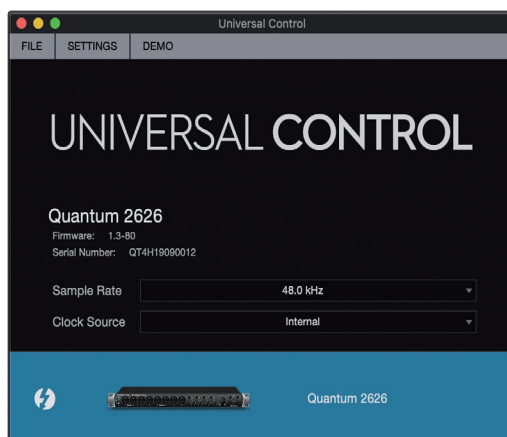 Universal Control
FILE SETTINGS DEMO
UNIVERSAL CONTROL
Quantum 2626
Firmware: 1.3-80
Serial Number: QT4H19090012
Sample Rate 48.0 kHz
Clock Source Internal
Quantum 2626